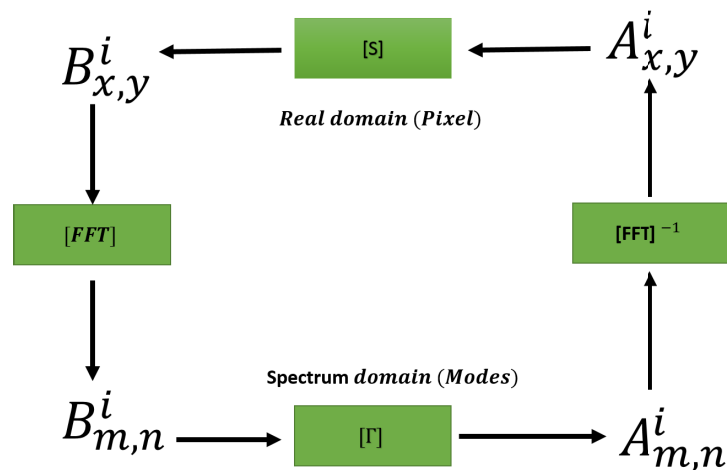 B^i_{x,y}
[S]
A^i_{x,y}
Real domain (Pixel)
[FFT]
[FFT] ^{−1}
Spectrum domain (Modes)
B^i_{m,n}
[Γ]
A^i_{m,n}